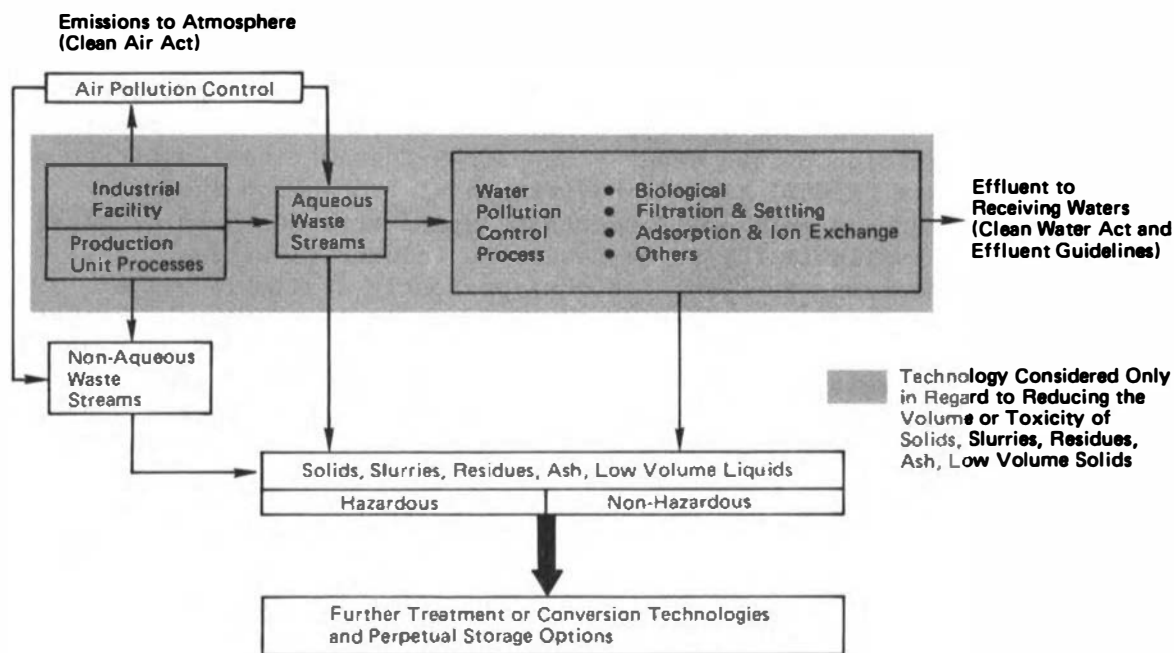 Emissions to Atmosphere
(Clean Air Act)
Air Pollution Control
Industrial
Facility
Production
Unit Processes
Aqueous
Waste
Streams
Water
Pollution
Control
Process
• Biological
• Filtration & Settling
• Adsorption & Ion Exchange
• Others
Effluent to
Receiving Waters
(Clean Water Act and
Effluent Guidelines)
Non-Aqueous
Waste
Streams
Technology Considered Only
in Regard to Reducing the
Volume or Toxicity of
Solids, Slurries, Residues,
Ash, Low Volume Solids
Solids, Slurries, Residues, Ash, Low Volume Liquids
Hazardous
Non-Hazardous
Further Treatment or Conversion Technologies
and Perpetual Storage Options